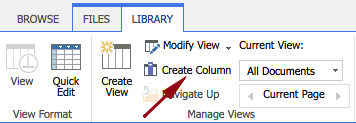 BROWSE FILES LIBRARY
View
Quick
Edit
Create
View
Modify View
Create Column
Navigate Up
Current View:
All Documents
Current Page
View Format
Manage Views